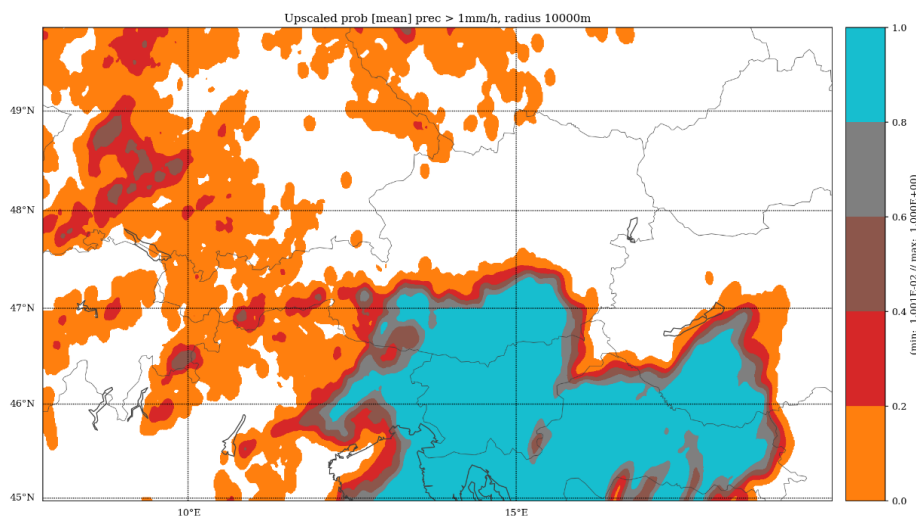 Upscaled prob [mean] prec > 1mm/h, radius 10000m
49°N
48°N
47°N
46°N
45°N
10°E
15°E
1.0
0.8
0.6
0.4
0.2
0.0
(min: 1.001E-02 // max: 1.000E+00)